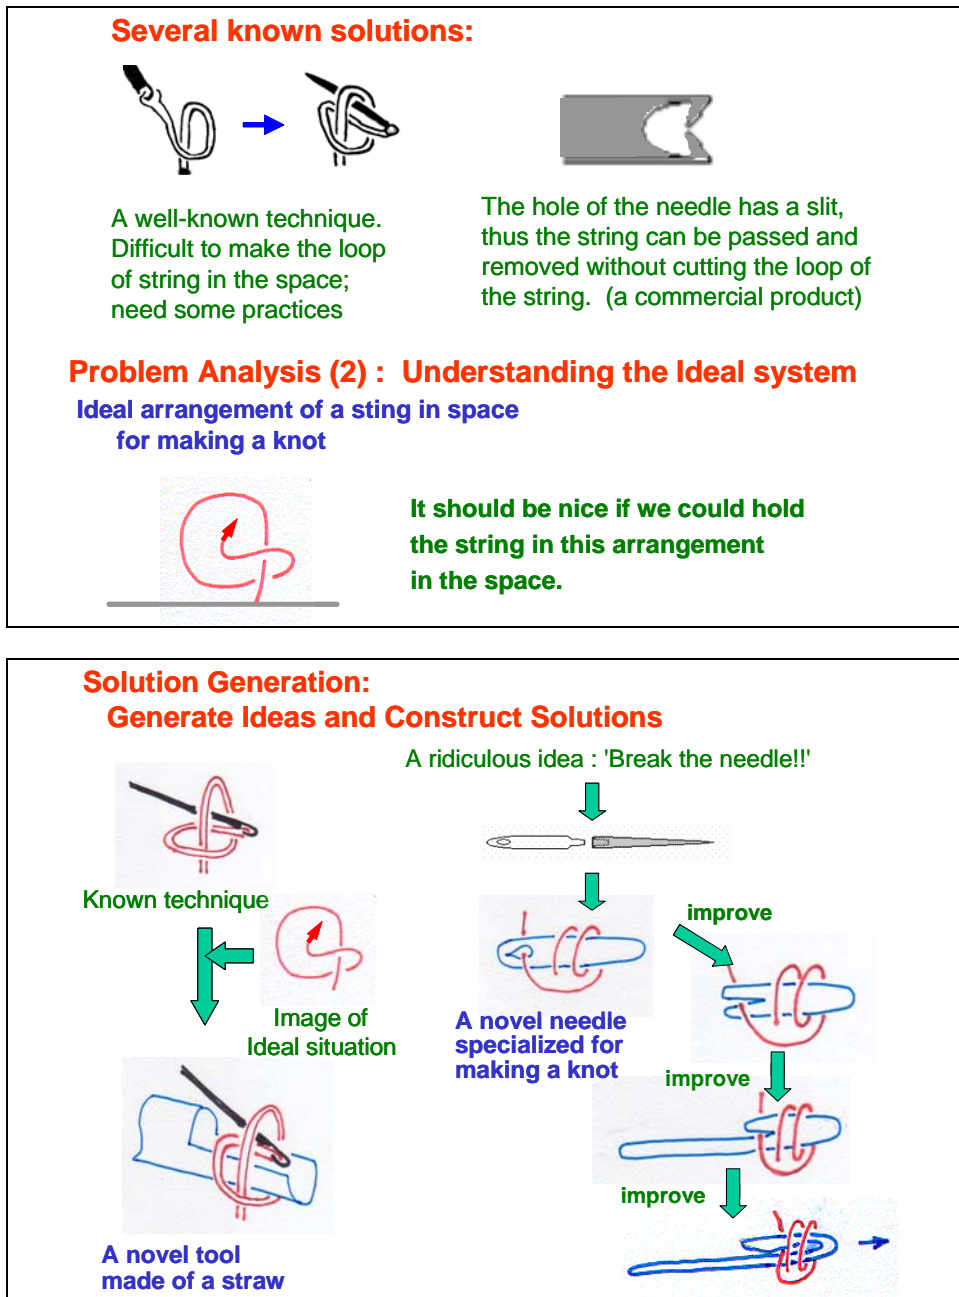 Several known solutions:
A well-known technique.
Difficult to make the loop
of string in the space;
need some practices
The hole of the needle has a slit,
thus the string can be passed and
removed without cutting the loop of
the string.  (a commercial product)
Problem Analysis (2) :  Understanding the Ideal system
Ideal arrangement of a sting in space
for making a knot
It should be nice if we could hold
the string in this arrangement
in the space.
Solution Generation:
Generate Ideas and Construct Solutions
A ridiculous idea : 'Break the needle!!'
Known technique
improve
Image of
Ideal situation
A novel needle
specialized for
making a knot
improve
improve
A novel tool
made of a straw